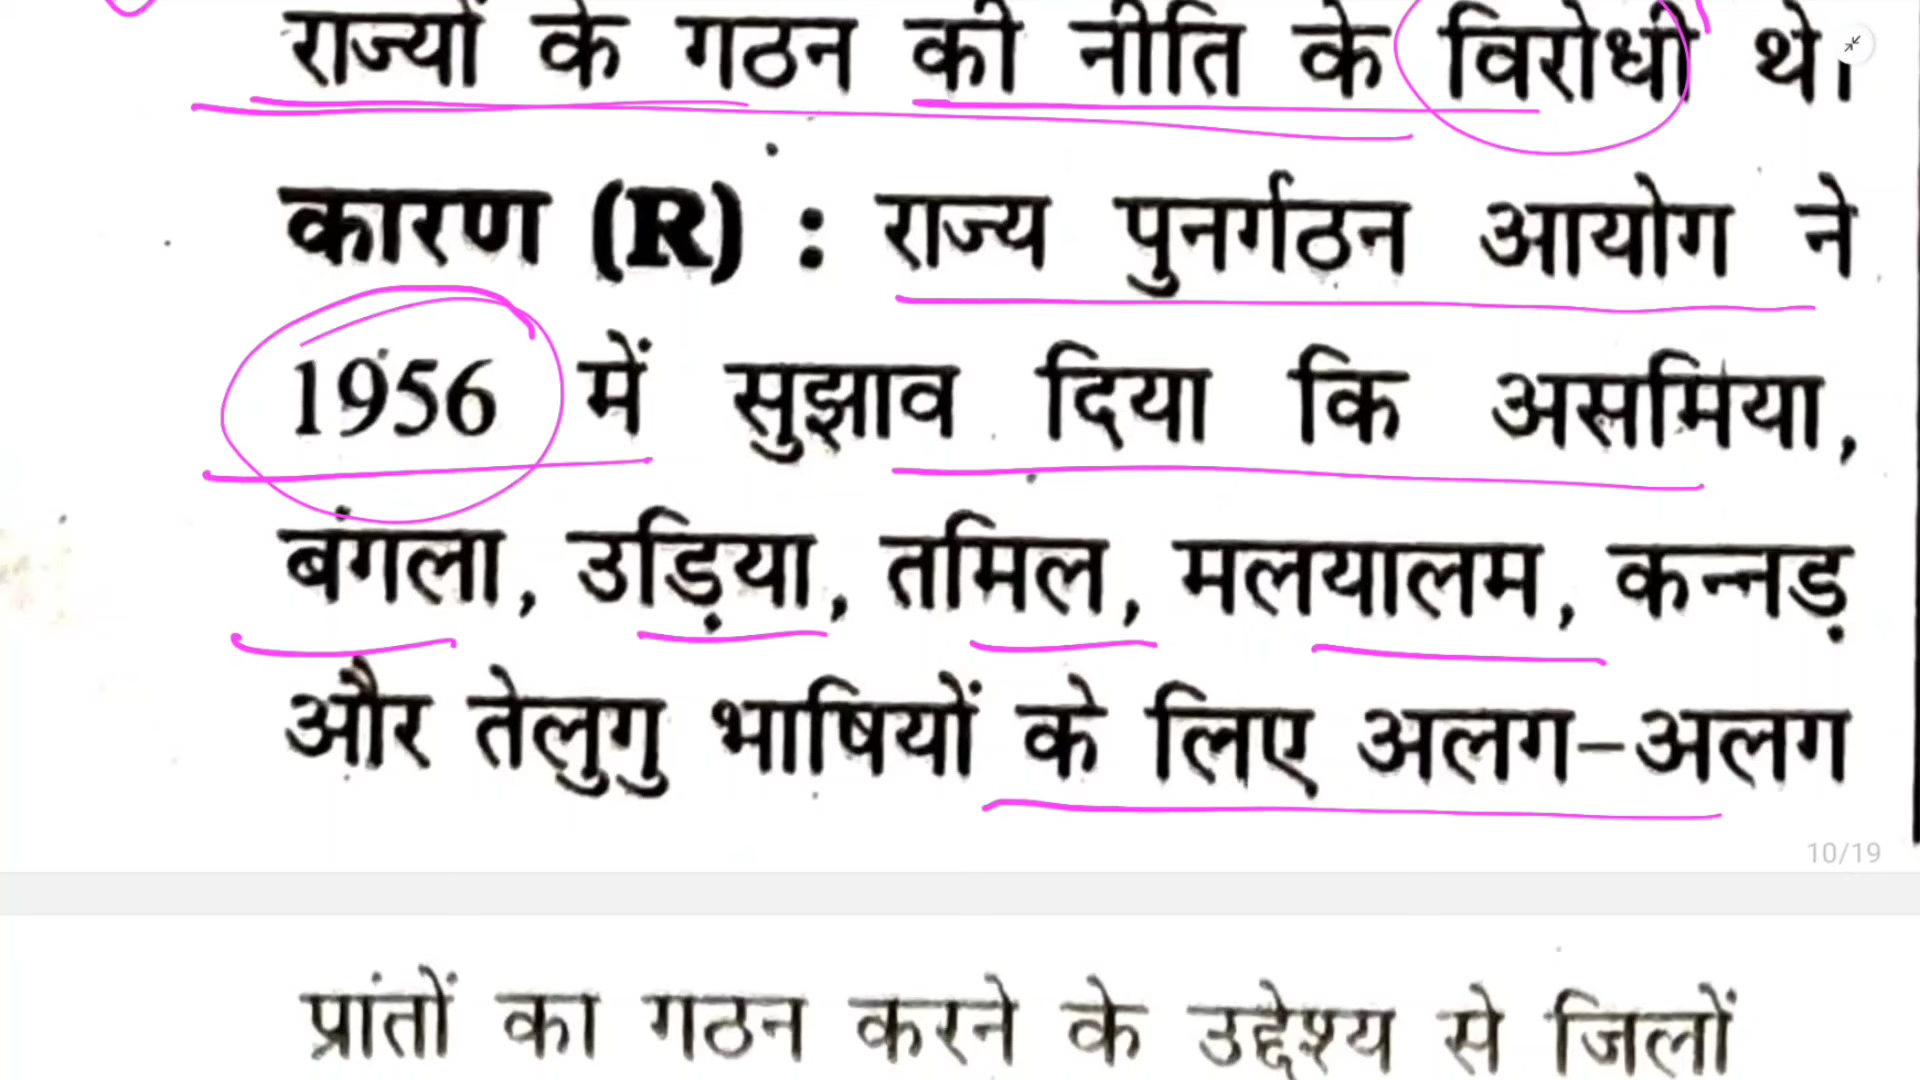 राज्यों के गठन की नीति के विरोधी थे।
कारण (R) : राज्य पुनर्गठन आयोग ने
1956 में सुझाव दिया कि असमिया,
बंगला, उड़िया, तमिल, मलयालम, कन्नड़
और तेलुगु भाषियों के लिए अलग-अलग
10/19
प्रांतों का गठन करने के उद्देश्य से जिलों